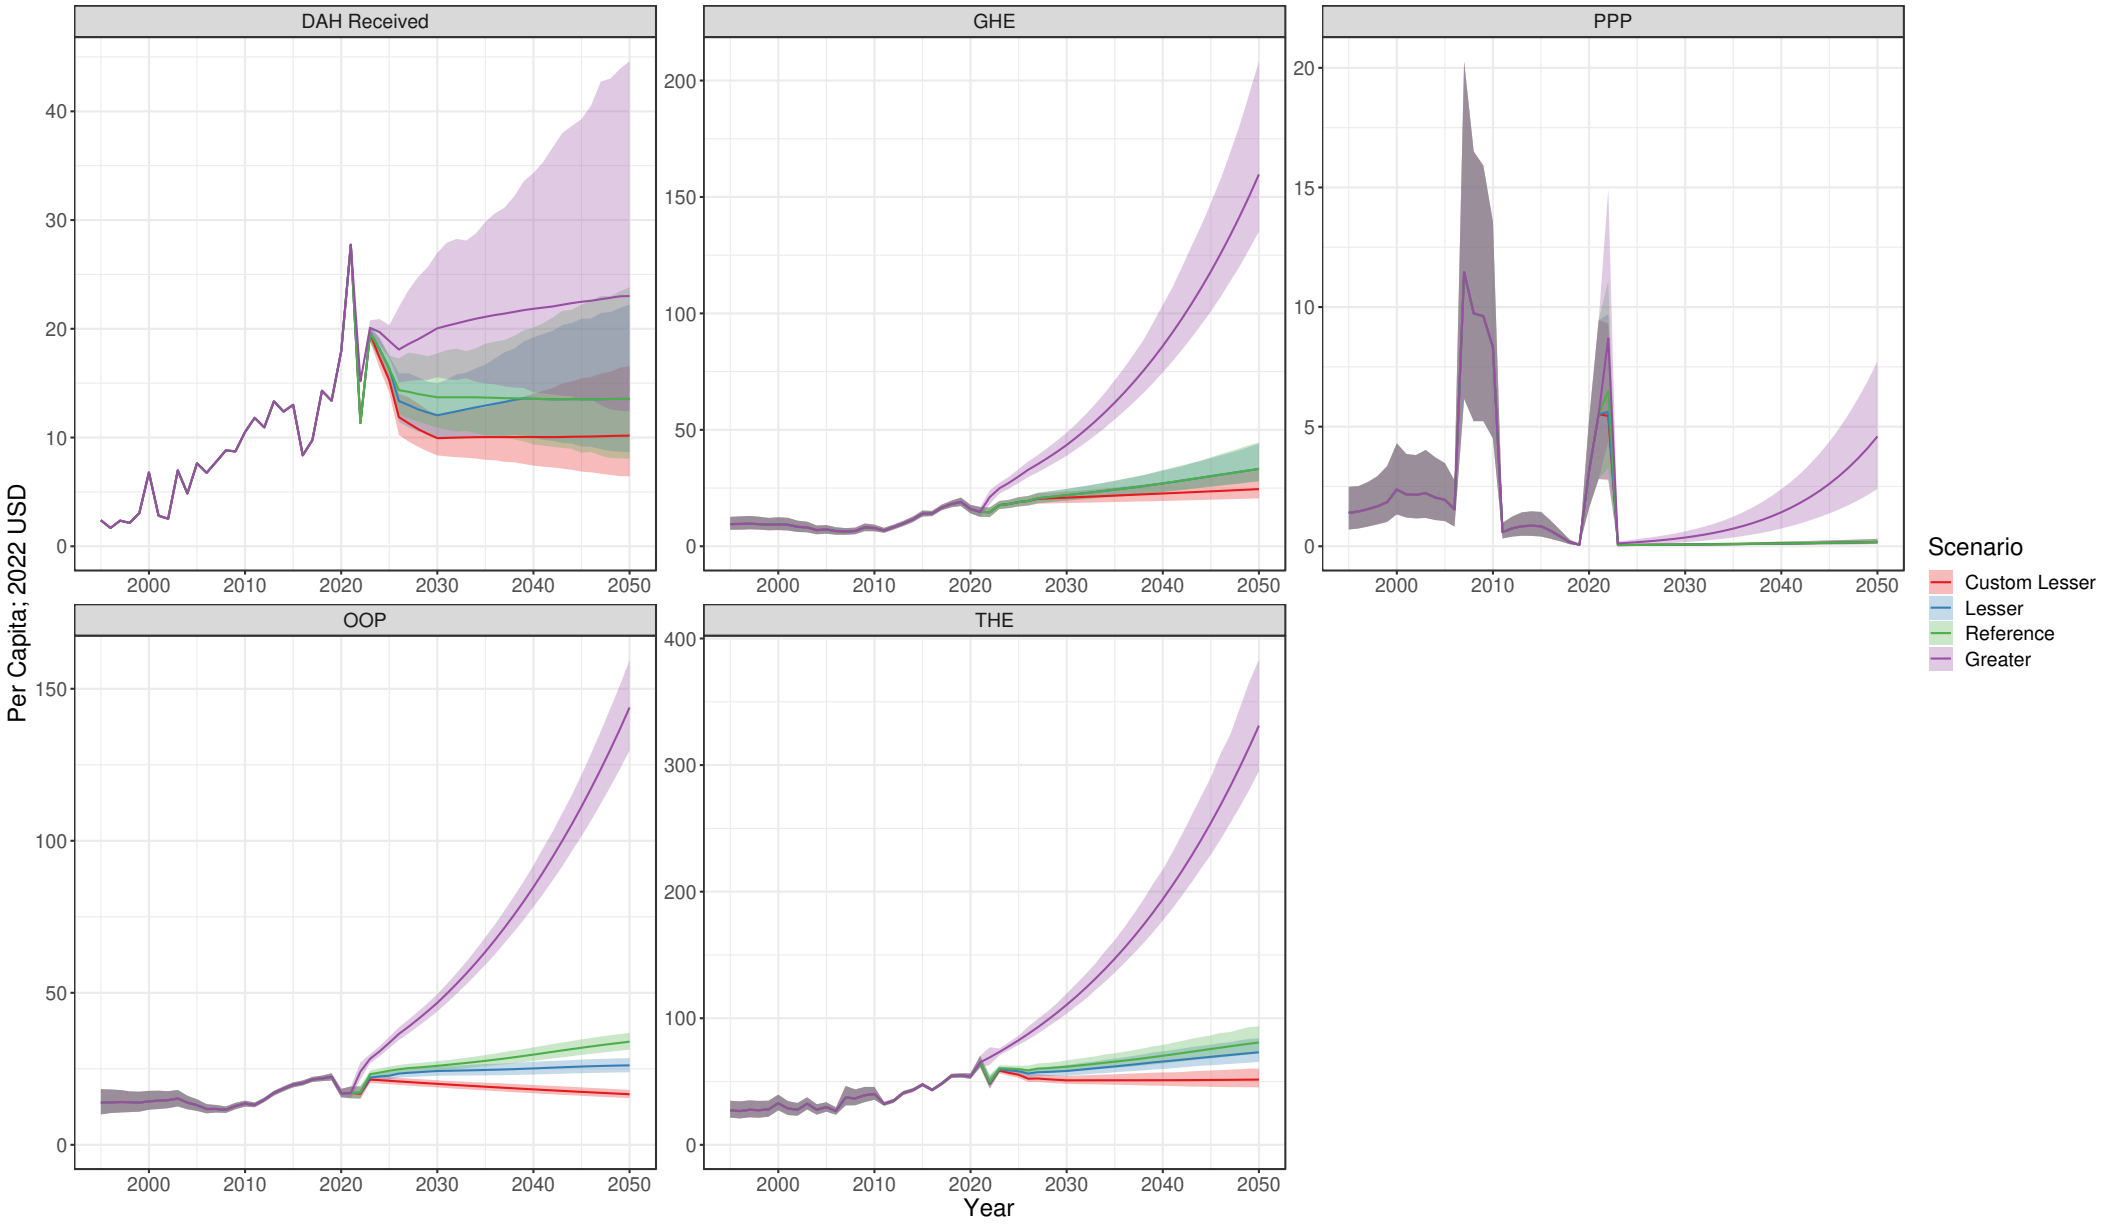 DAH Received
GHE
PPP
40
30
20
10
0
200
150
100
50
0
20
15
10
5
0
2000 2010 2020 2030 2040 2050
2000 2010 2020 2030 2040 2050
2000 2010 2020 2030 2040 2050
OOP
THE
150
100
50
0
400
300
200
100
0
2000 2010 2020 2030 2040 2050
2000 2010 2020 2030 2040 2050
Year
Per Capita; 2022 USD
Scenario
Custom Lesser
Lesser
Reference
Greater